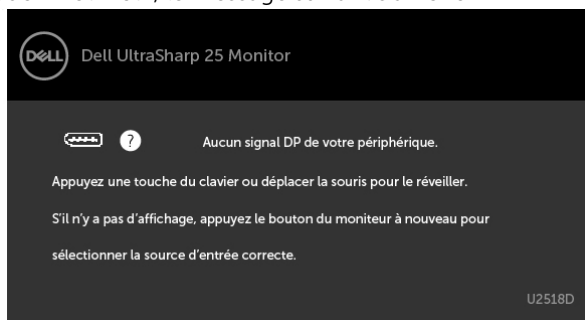 DELL
Dell UltraSharp 25 Monitor
?
Aucun signal DP de votre périphérique.
Appuyez une touche du clavier ou déplacer la souris pour le réveiller.
S'il n'y a pas d'affichage, appuyez le bouton du moniteur à nouveau pour
sélectionner la source d'entrée correcte.
U2518D